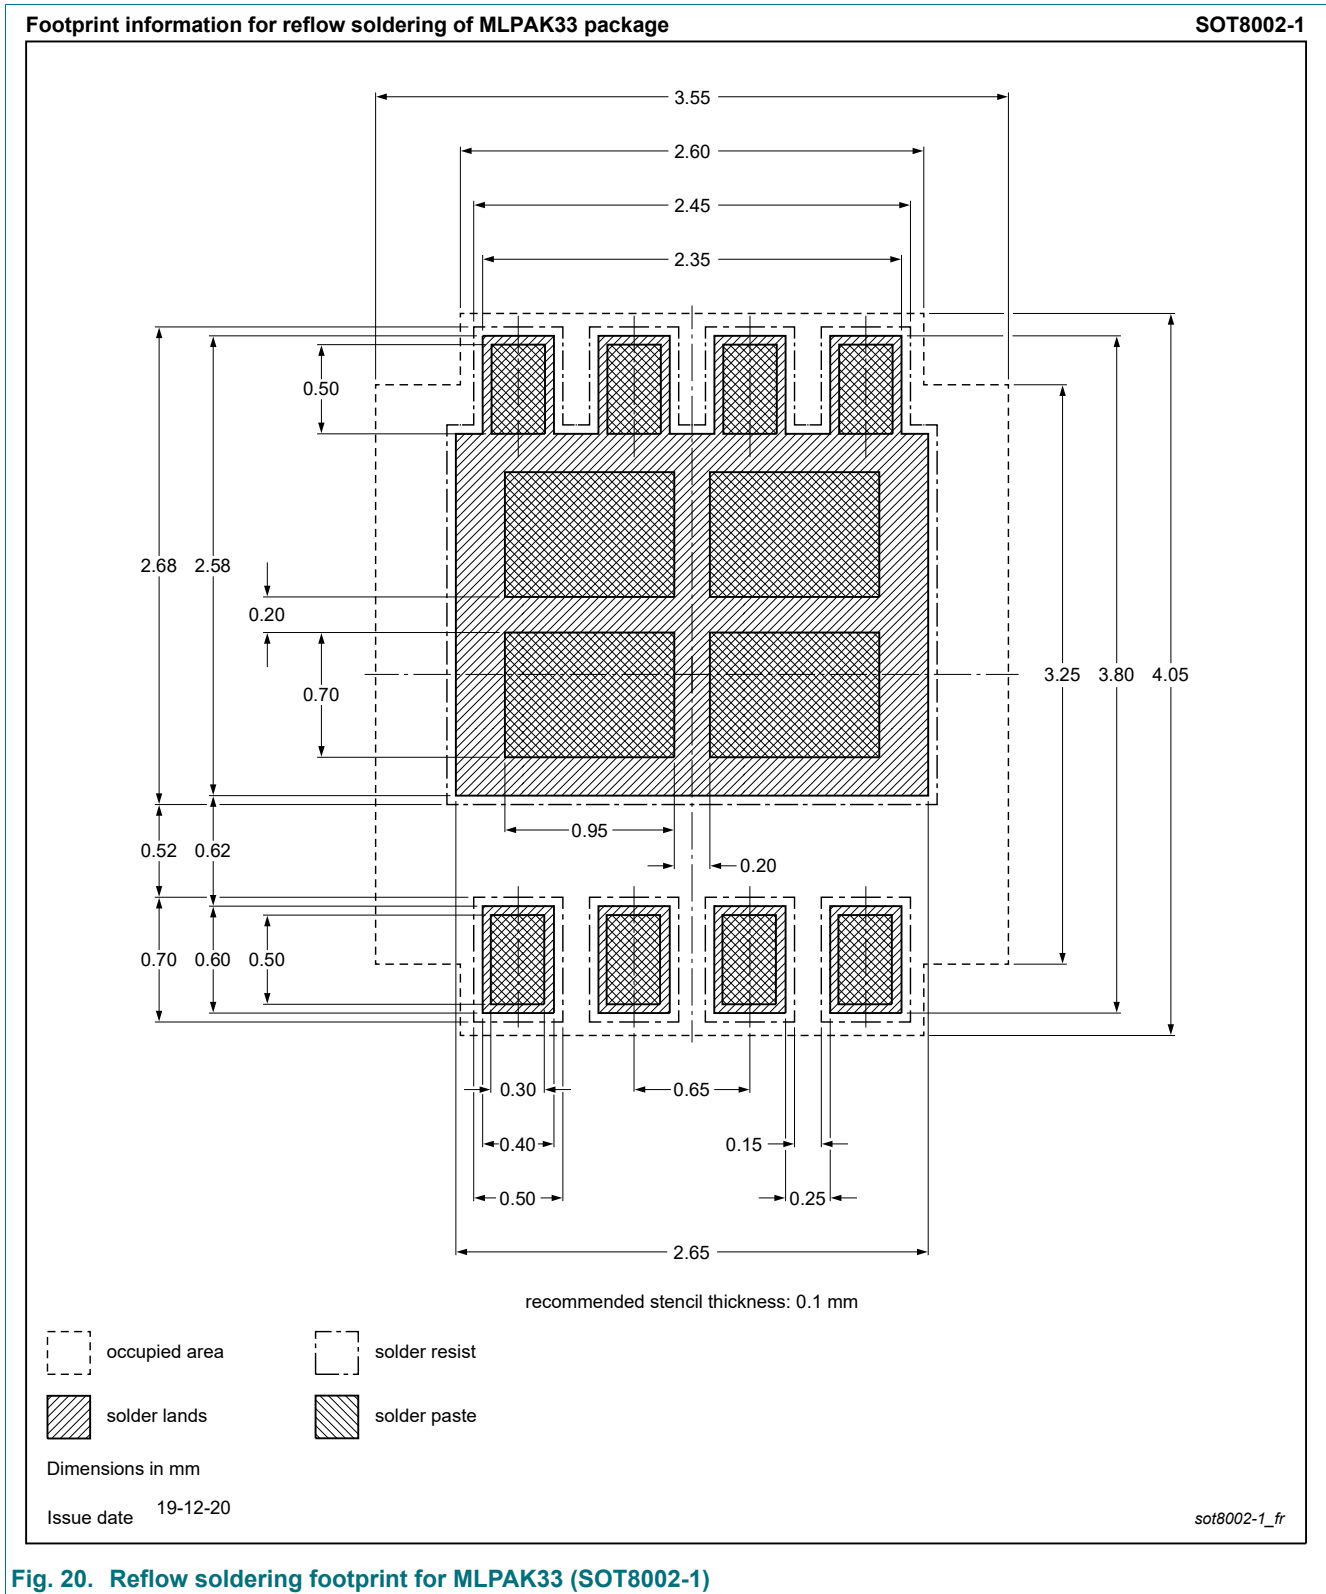 Footprint information for reflow soldering of MLPAK33 package SOT8002-1
3.55
2.60
2.45
2.35
0.50
2.68 2.58
0.20
0.70
3.25 3.80 4.05
0.95
0.52 0.62
0.20
0.70 0.60 0.50
0.30 0.65
0.40 0.15
0.50 0.25
2.65
recommended stencil thickness: 0.1 mm
occupied area solder resist
solder lands solder paste
Dimensions in mm
Issue date 19-12-20
sot8002-1_fr
Fig. 20. Reflow soldering footprint for MLPAK33 (SOT8002-1)